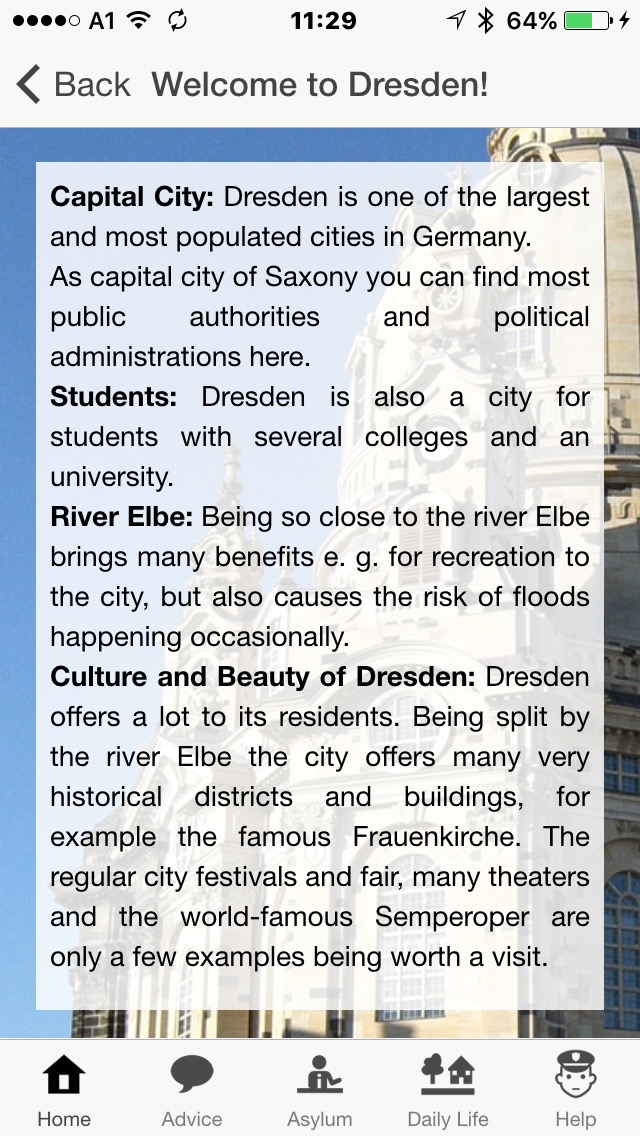 A1 11:29 64%
Back Welcome to Dresden!
Capital City: Dresden is one of the largest
and most populated cities in Germany.
As capital city of Saxony you can find most
public authorities and political
administrations here.
Students: Dresden is also a city for
students with several colleges and an
university.
River Elbe: Being so close to the river Elbe
brings many benefits e. g. for recreation to
the city, but also causes the risk of floods
happening occasionally.
Culture and Beauty of Dresden: Dresden
offers a lot to its residents. Being split by
the river Elbe the city offers many very
historical districts and buildings, for
example the famous Frauenkirche. The
regular city festivals and fair, many theaters
and the world-famous Semperoper are
only a few examples being worth a visit.
Home Advice Asylum Daily Life Help